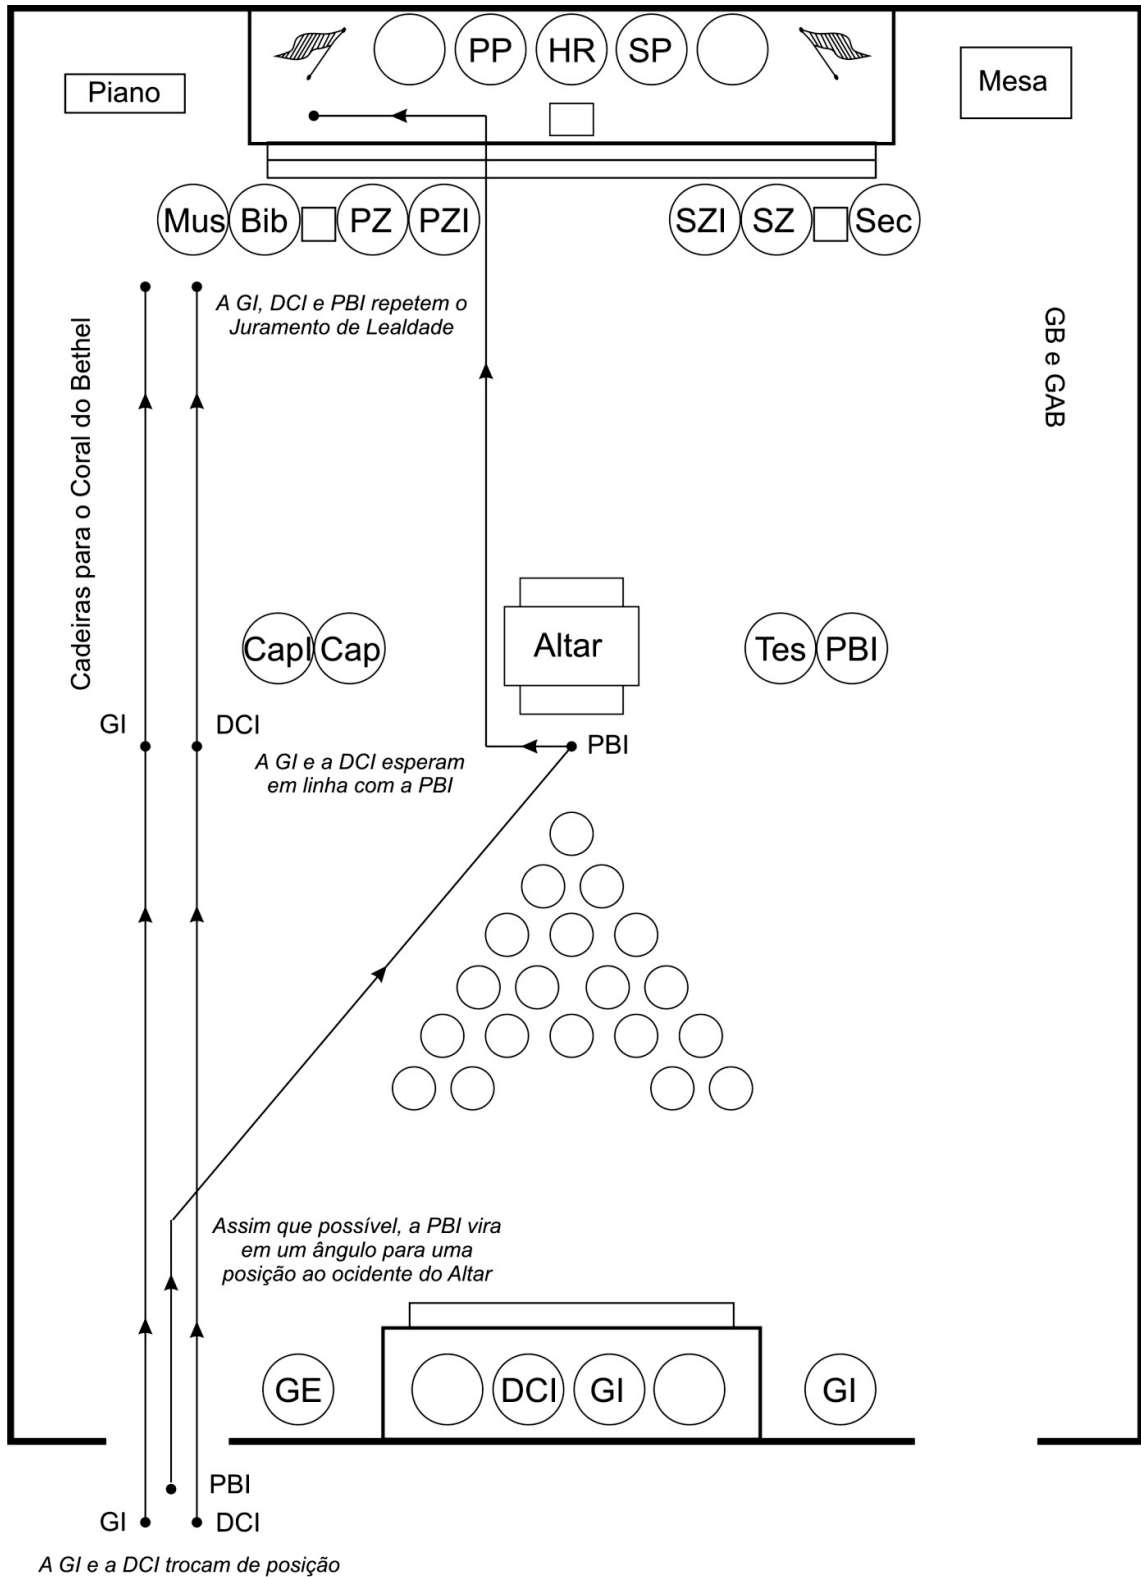 PP
HR
SP
Piano
Mesa
Mus
Bib
PZ
PZI
SZI
SZ
Sec
A GI, DCI e PBI repetem o
Juramento de Lealdade
Cadeiras para o Coral do Bethel
GB e GAB
CapI
Cap
Altar
Tes
PBI
GI
DCI
PBI
A GI e a DCI esperam
em linha com a PBI
Assim que possível, a PBI vira
em um ângulo para uma
posição ao ocidente do Altar
GE
DCI
GI
GI
PBI
GI
DCI
A GI e a DCI trocam de posição